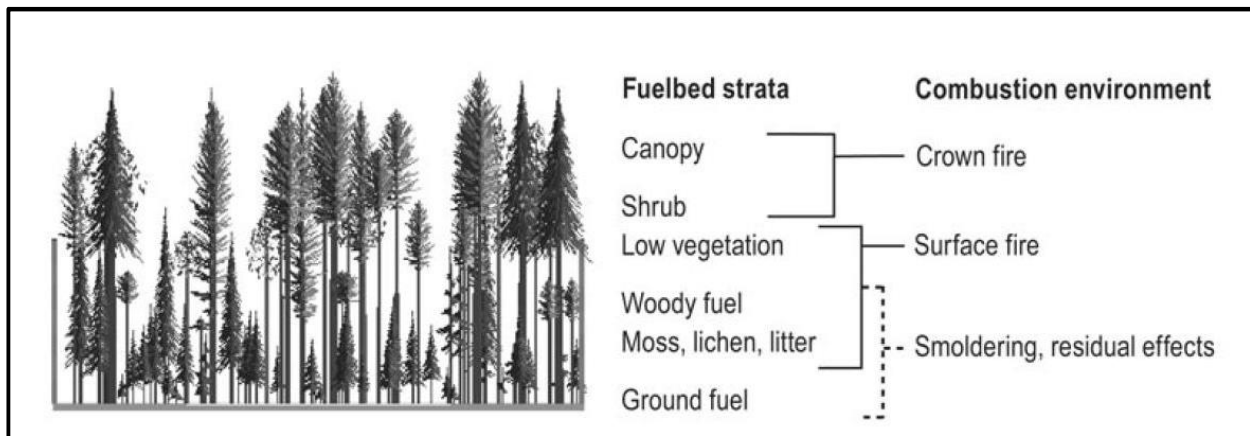 Fuelbed strata
Combustion environment
Canopy
Crown fire
Shrub
Low vegetation
Surface fire
Woody fuel
Moss, lichen, litter
Smoldering, residual effects
Ground fuel